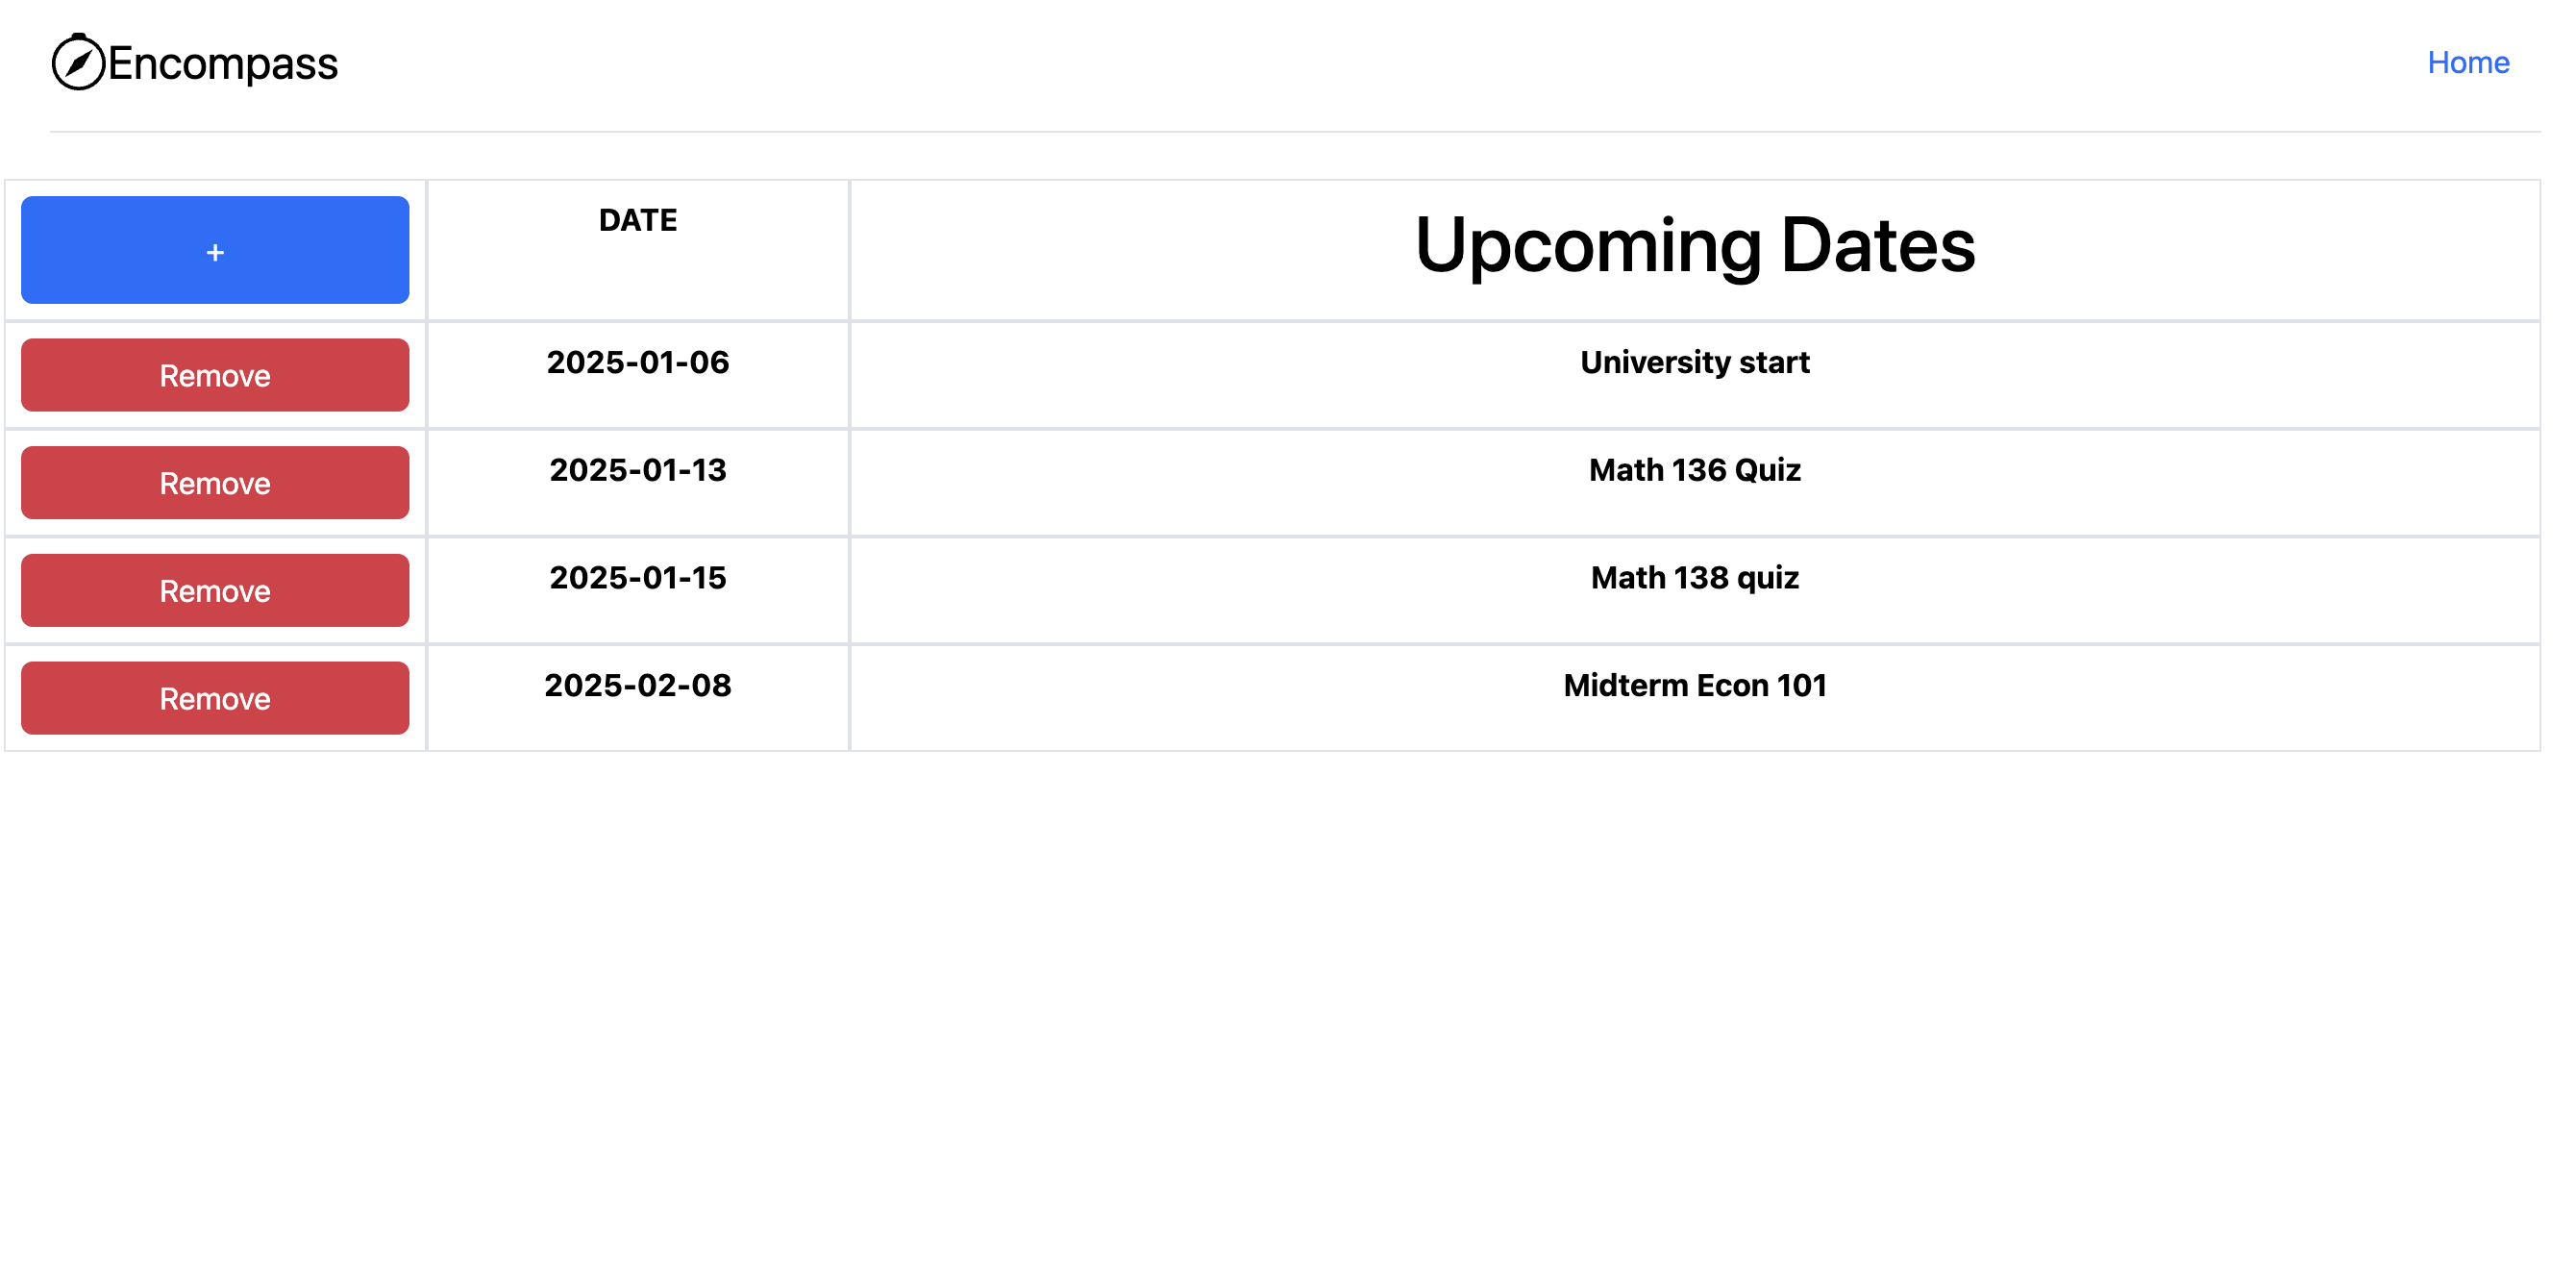 Encompass
Home
+
DATE
Upcoming Dates
Remove
2025-01-06
University start
Remove
2025-01-13
Math 136 Quiz
Remove
2025-01-15
Math 138 quiz
Remove
2025-02-08
Midterm Econ 101